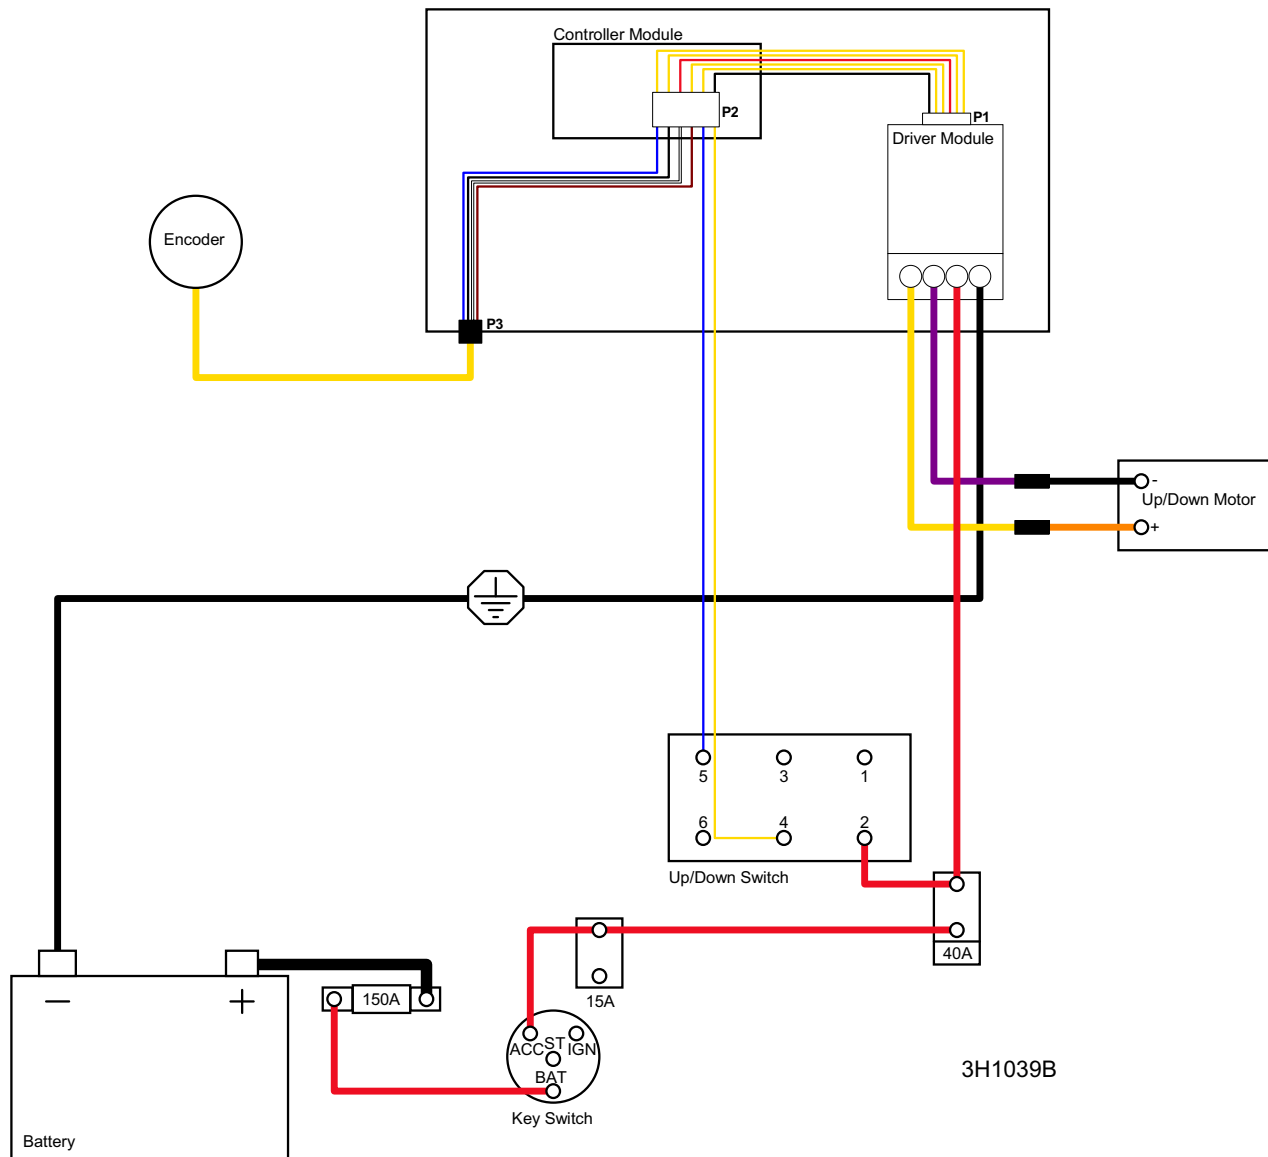 Controller Module
P2
P1
Driver Module
Encoder
P3
-
Up/Down Motor
+
5 3 1
6 4 2
Up/Down Switch
40A
15A
150A
ACC ST IGN
BAT
Key Switch
3H1039B
Battery